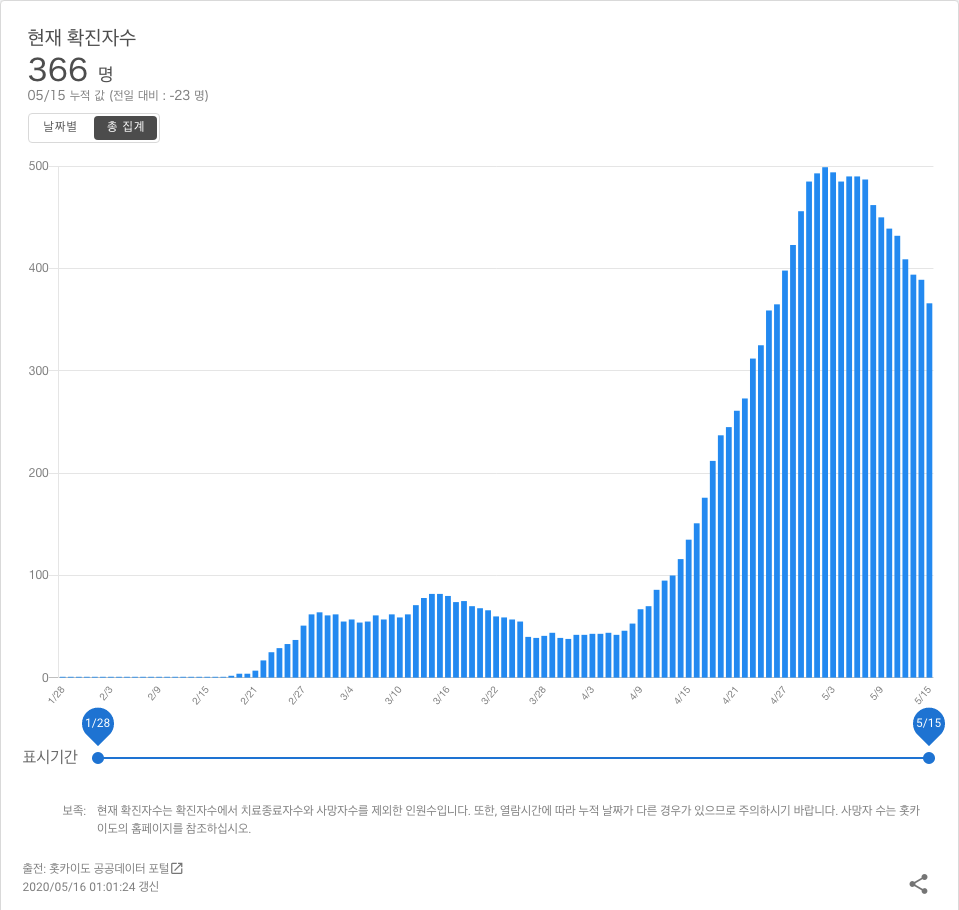 현재 확진자수
366 명
05/15 누적 값 (전일 대비 : -23 명)
날짜별 총 집계
500
400
300
200
100
0
1/28 2/3 2/9 2/15 2/21 2/27 3/4 3/10 3/16 3/22 3/28 4/3 4/9 4/15 4/21 4/27 5/3 5/9 5/15
1/28 5/15
표시기간
보족: 현재 확진자수는 확진자수에서 치료종료자수와 사망자수를 제외한 인원수입니다. 또한, 열람시간에 따라 누적 날짜가 다른 경우가 있으므로 주의하시기 바랍니다. 사망자 수는 홋카
이도의 홈페이지를 참조하십시오.
출전: 홋카이도 공공데이터 포털
2020/05/16 01:01:24 갱신